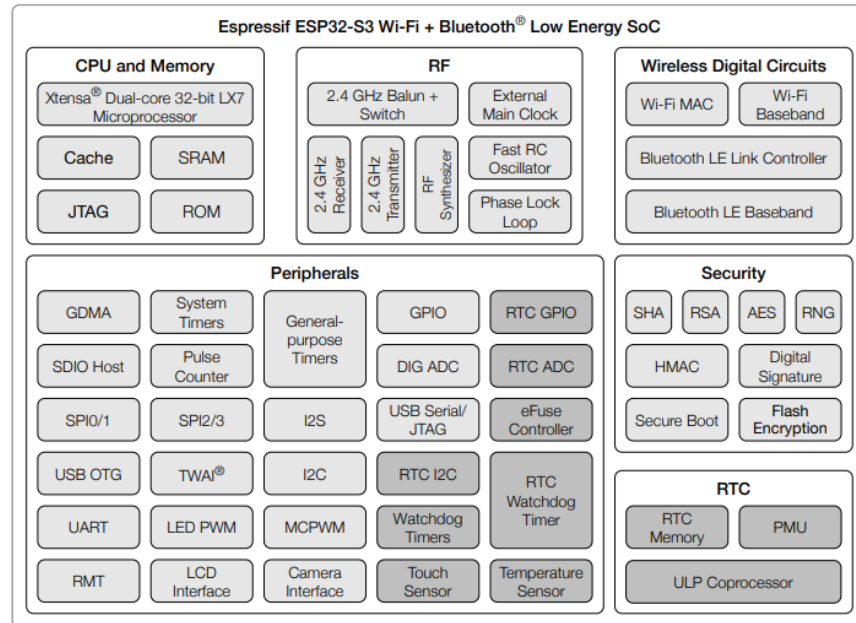 Espressif ESP32-S3 Wi-Fi + Bluetooth® Low Energy SoC
CPU and Memory
Xtensa® Dual-core 32-bit LX7
Microprocessor
Cache
SRAM
JTAG
ROM
RF
2.4 GHz Balun +
Switch
External
Main Clock
2.4 GHz
Receiver
2.4 GHz
Transmitter
RF
Synthesizer
Fast RC
Oscillator
Phase Lock
Loop
Wireless Digital Circuits
Wi-Fi MAC
Wi-Fi
Baseband
Bluetooth LE Link Controller
Bluetooth LE Baseband
Peripherals
GDMA
System
Timers
General-
purpose
Timers
GPIO
RTC GPIO
SDIO Host
Pulse
Counter
DIG ADC
RTC ADC
SPI0/1
SPI2/3
I2S
USB Serial/
JTAG
eFuse
Controller
USB OTG
TWAI®
I2C
RTC I2C
RTC
Watchdog
Timer
UART
LED PWM
MCPWM
Watchdog
Timers
RMT
LCD
Interface
Camera
Interface
Touch
Sensor
Temperature
Sensor
Security
SHA
RSA
AES
RNG
HMAC
Digital
Signature
Secure Boot
Flash
Encryption
RTC
RTC
Memory
PMU
ULP Coprocessor